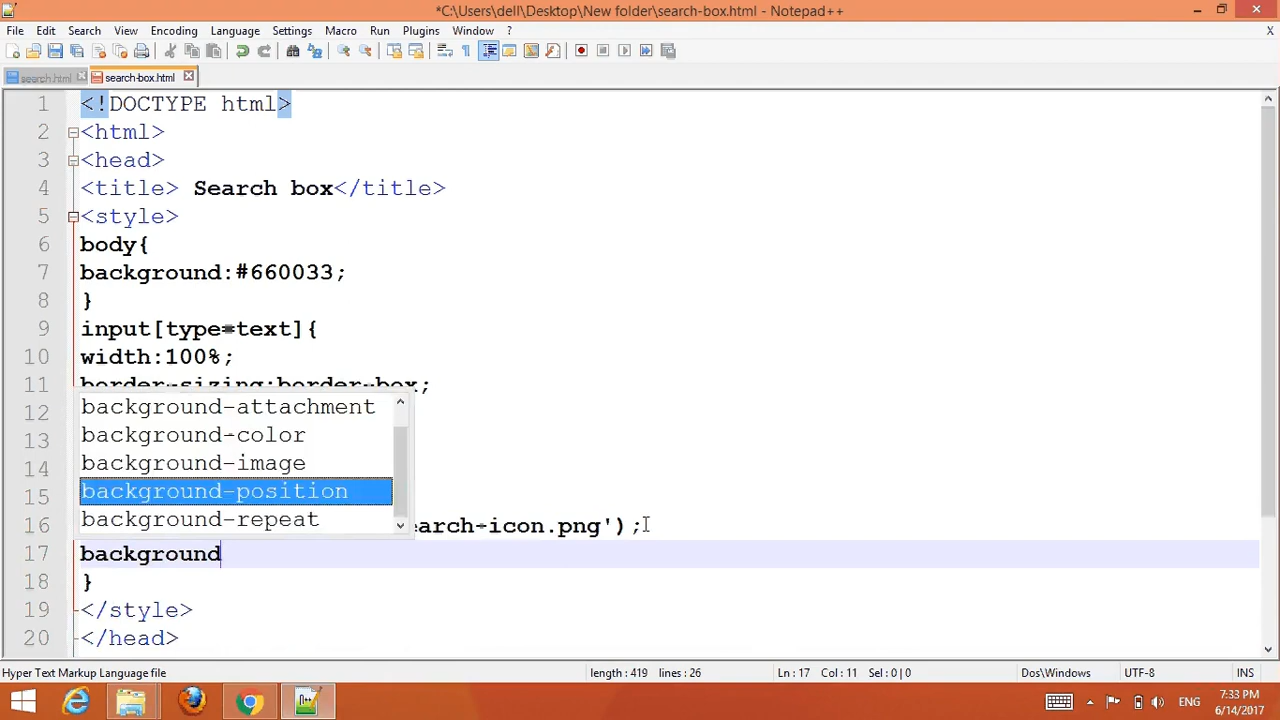 *C:\Users\dell\Desktop\New folder\search-box.html - Notepad++
File Edit Search View Encoding Language Settings Macro Run Plugins Window ? X
search.html search-box.html
1 <!DOCTYPE html>
2 <html>
3 <head>
4 <title> Search box</title>
5 <style>
6 body{
7 background:#660033;
8 }
9 input[type=text]{
10 width:100%;
11 border-sizing:border-box;
12 background-attachment
13 background-color
14 background-image
15 background-position
background-repeat
16 earch-icon.png');
17 background
18 }
19 </style>
20 </head>
Hyper Text Markup Language file length : 419 lines : 26 Ln : 17 Col : 11 Sel : 0 | 0 Dos\Windows UTF-8 INS
ENG 7:33 PM
6/14/2017